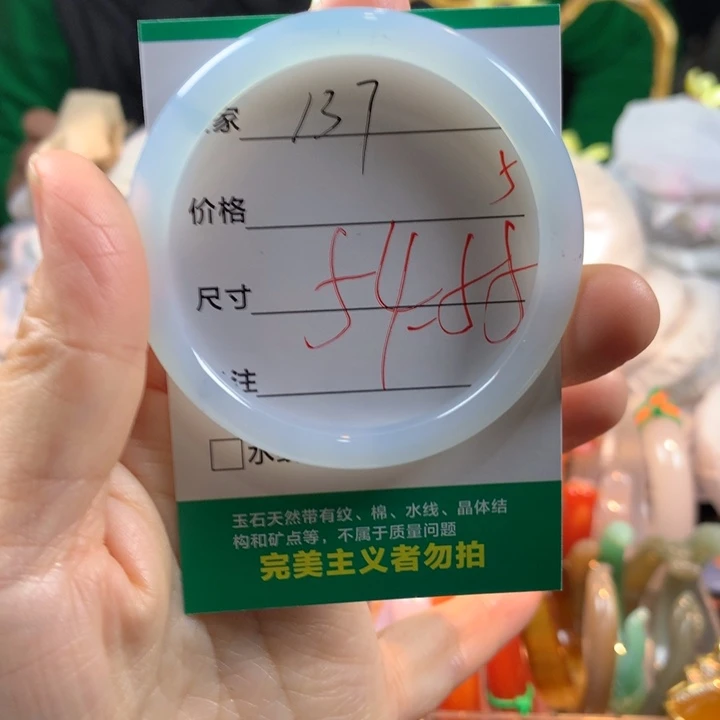 家 137
价格
尺寸 54-
注
水
玉石天然带有纹、棉、水线、晶体结
构和矿点等，不属于质量问题
完美主义者勿拍